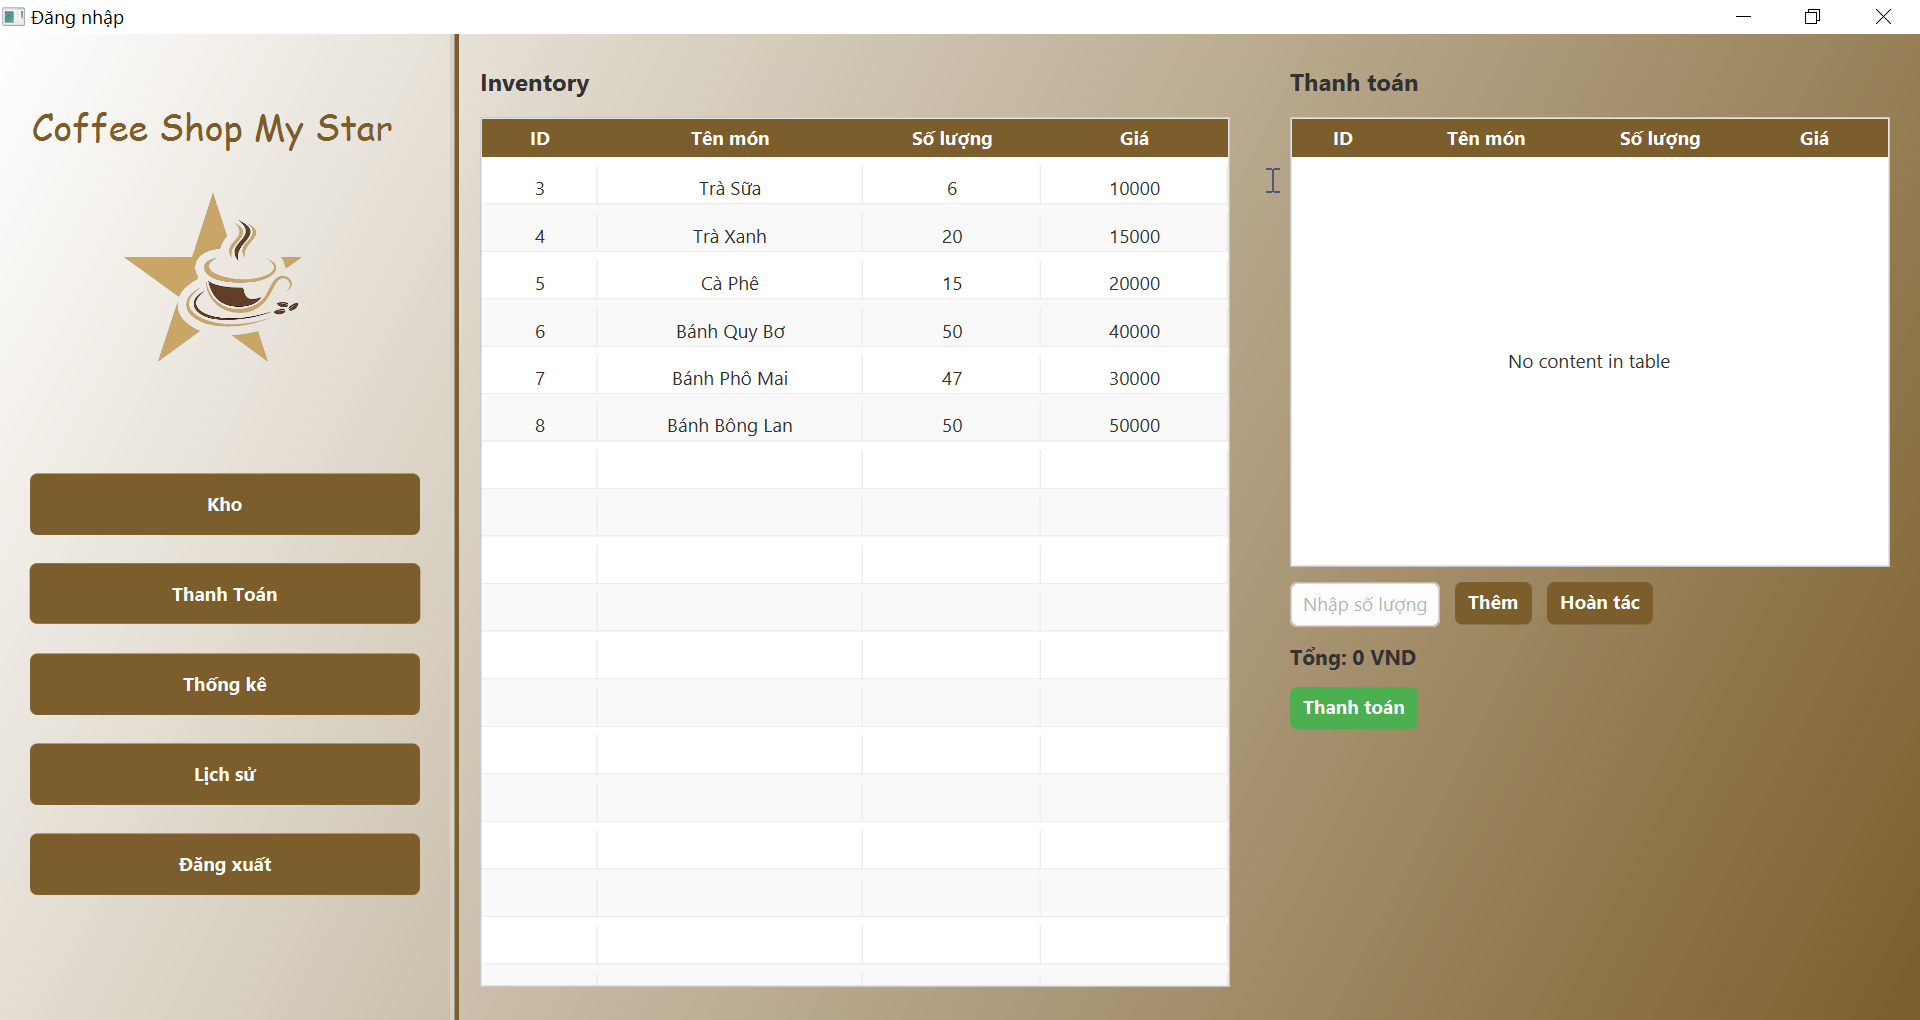 Đăng nhập
Coffee Shop My Star
Kho
Thanh Toán
Thống kê
Lịch sử
Đăng xuất
Inventory
ID Tên món Số lượng Giá
3 Trà Sữa 6 10000
4 Trà Xanh 20 15000
5 Cà Phê 15 20000
6 Bánh Quy Bơ 50 40000
7 Bánh Phô Mai 47 30000
8 Bánh Bông Lan 50 50000
Thanh toán
ID Tên món Số lượng Giá
No content in table
Nhập số lượng Thêm Hoàn tác
Tổng: 0 VND
Thanh toán